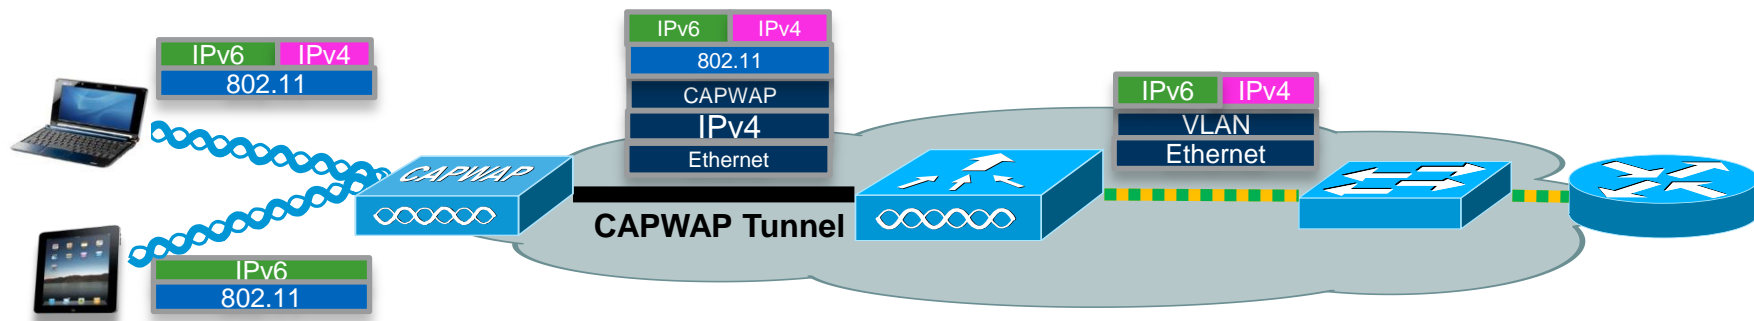 IPv6 IPv4
802.11
IPv6 IPv4
802.11
CAPWAP
IPv4
Ethernet
IPv6 IPv4
VLAN
Ethernet
CAPWAP
CAPWAP Tunnel
IPv6
802.11